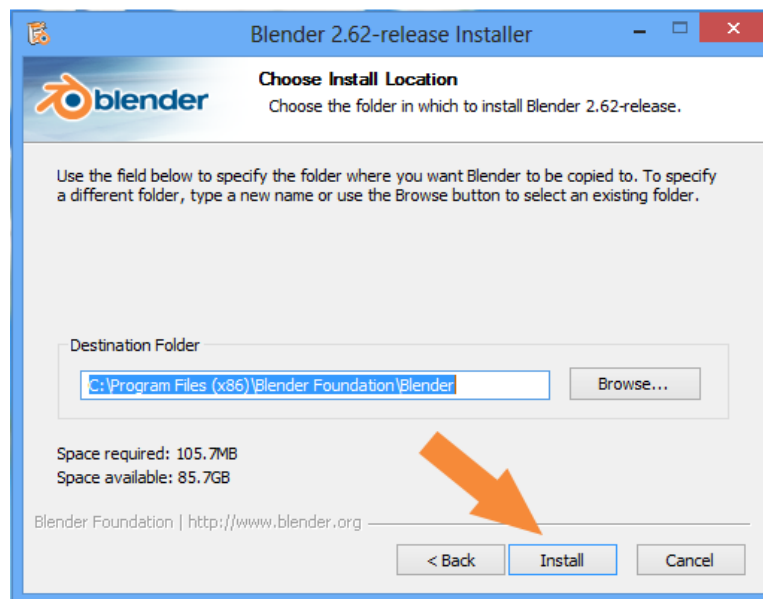 Blender 2.62-release Installer
blender
Choose Install Location
Choose the folder in which to install Blender 2.62-release.
Use the field below to specify the folder where you want Blender to be copied to. To specify
a different folder, type a new name or use the Browse button to select an existing folder.
Destination Folder
C:\Program Files (x86)\Blender Foundation\Blender
Browse...
Space required: 105.7MB
Space available: 85.7GB
Blender Foundation | http://www.blender.org
< Back
Install
Cancel